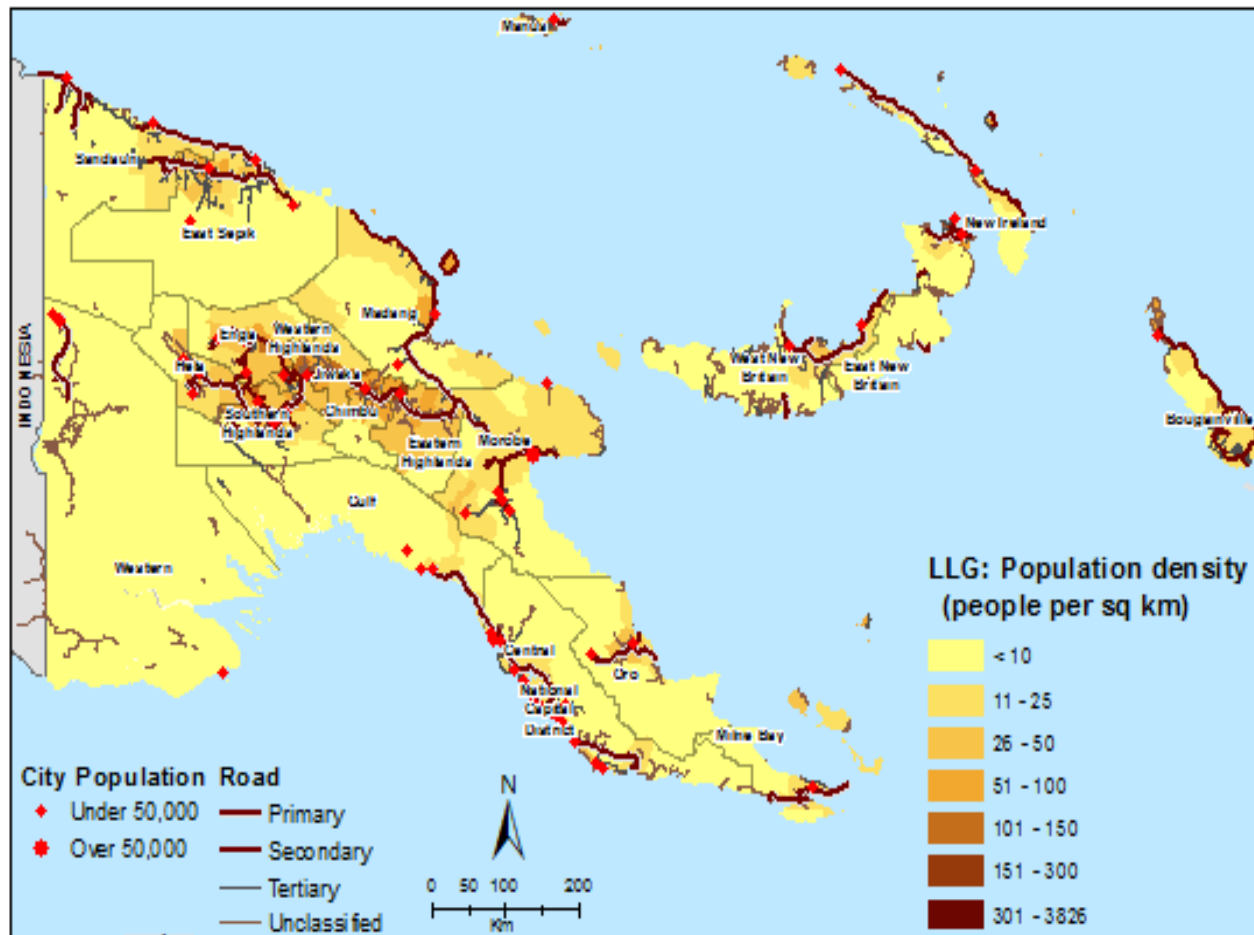 Manus
Sandaun
East Sepik
New Ireland
Madang
INDONESIA
Enga
Western
Highlands
Hela
Jiwaka
West New
Britain
East New
Britain
Southern
Highlands
Chimbu
Eastern
Highlands
Morobe
Bougainville
Gulf
Western
Central
Oro
National
Capital
District
Milne Bay
LLG: Population density
(people per sq km)
< 10
11 - 25
26 - 50
51 - 100
101 - 150
151 - 300
301 - 3826
City Population
Under 50,000
Over 50,000
Road
Primary
Secondary
Tertiary
Unclassified
N
0 50 100 200
Km